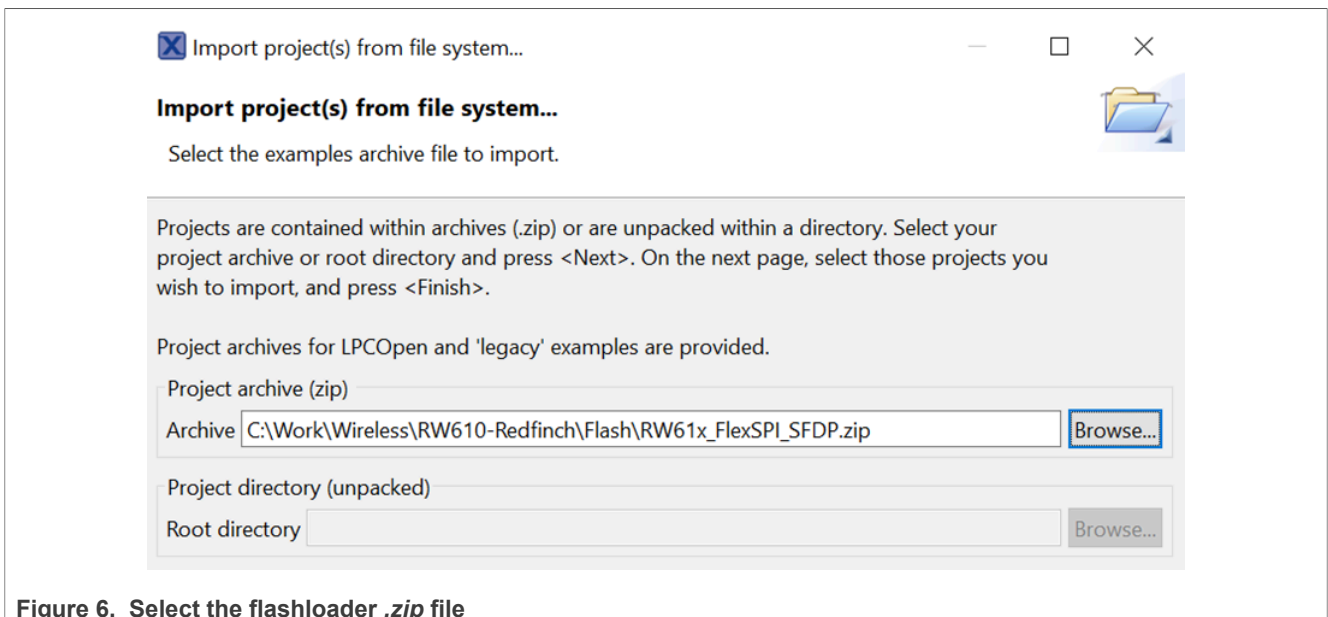 Import project(s) from file system...
Import project(s) from file system...
Select the examples archive file to import.
Projects are contained within archives (.zip) or are unpacked within a directory. Select your
project archive or root directory and press <Next>. On the next page, select those projects you
wish to import, and press <Finish>.
Project archives for LPCOpen and 'legacy' examples are provided.
Project archive (zip)
Archive C:\Work\Wireless\RW610-Redfinch\Flash\RW61x_FlexSPI_SFDP.zip Browse...
Project directory (unpacked)
Root directory Browse...
Figure 6. Select the flashloader .zip file